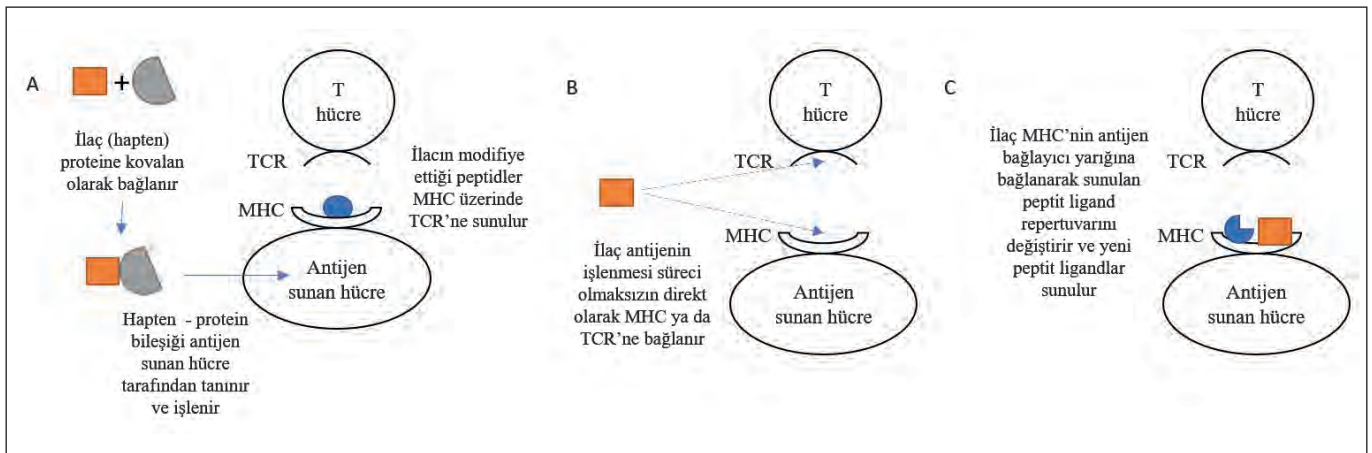 A
+
İlaç (hapten)
proteine kovalan
olarak bağlanır
Hapten - protein
bileşiği antijen
sunan hücre
tarafından tanınır
ve işlenir
T
hücre
TCR
MHC
İlacın modifiye
ettiği peptidler
MHC üzerinde
TCR’ne sunulur
Antijen
sunan hücre
B
T
hücre
TCR
MHC
İlaç antijenin
işlenmesi süreci
olmaksızın direkt
olarak MHC ya da
TCR’ne bağlanır
Antijen
sunan hücre
C
İlaç MHC’nin antijen
bağlayıcı yarığına
bağlanarak sunulan
peptit ligand
repertuvarını
değiştirir ve yeni
peptit ligandlar
sunulur
T
hücre
TCR
MHC
Antijen
sunan hücre